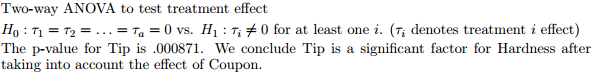 Two-way ANOVA to test treatment effect
H₀ : τ₁ = τ₂ = … = τₐ = 0 vs. H₁ : τᵢ ≠ 0 for at least one i. (τᵢ denotes treatment i effect)
The p-value for Tip is .000871. We conclude Tip is a significant factor for Hardness after
taking into account the effect of Coupon.